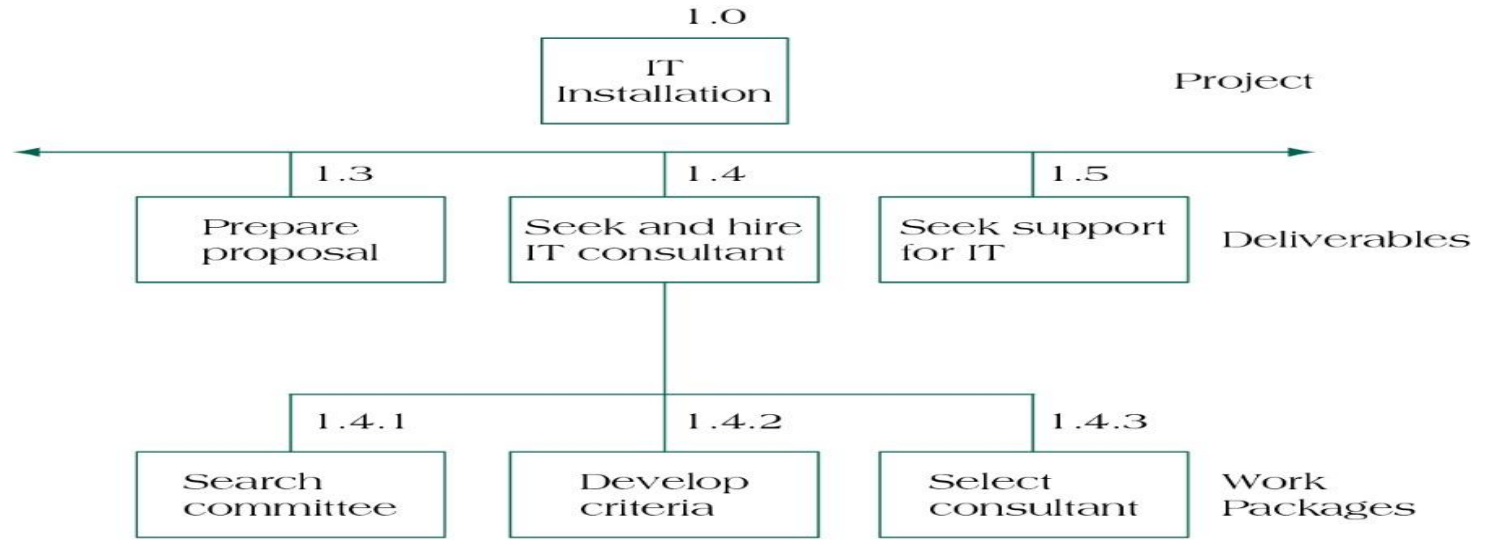 1.0
IT
Installation
Project
1.3
1.4
1.5
Prepare
proposal
Seek and hire
IT consultant
Seek support
for IT
Deliverables
1.4.1
1.4.2
1.4.3
Search
committee
Develop
criteria
Select
consultant
Work
Packages